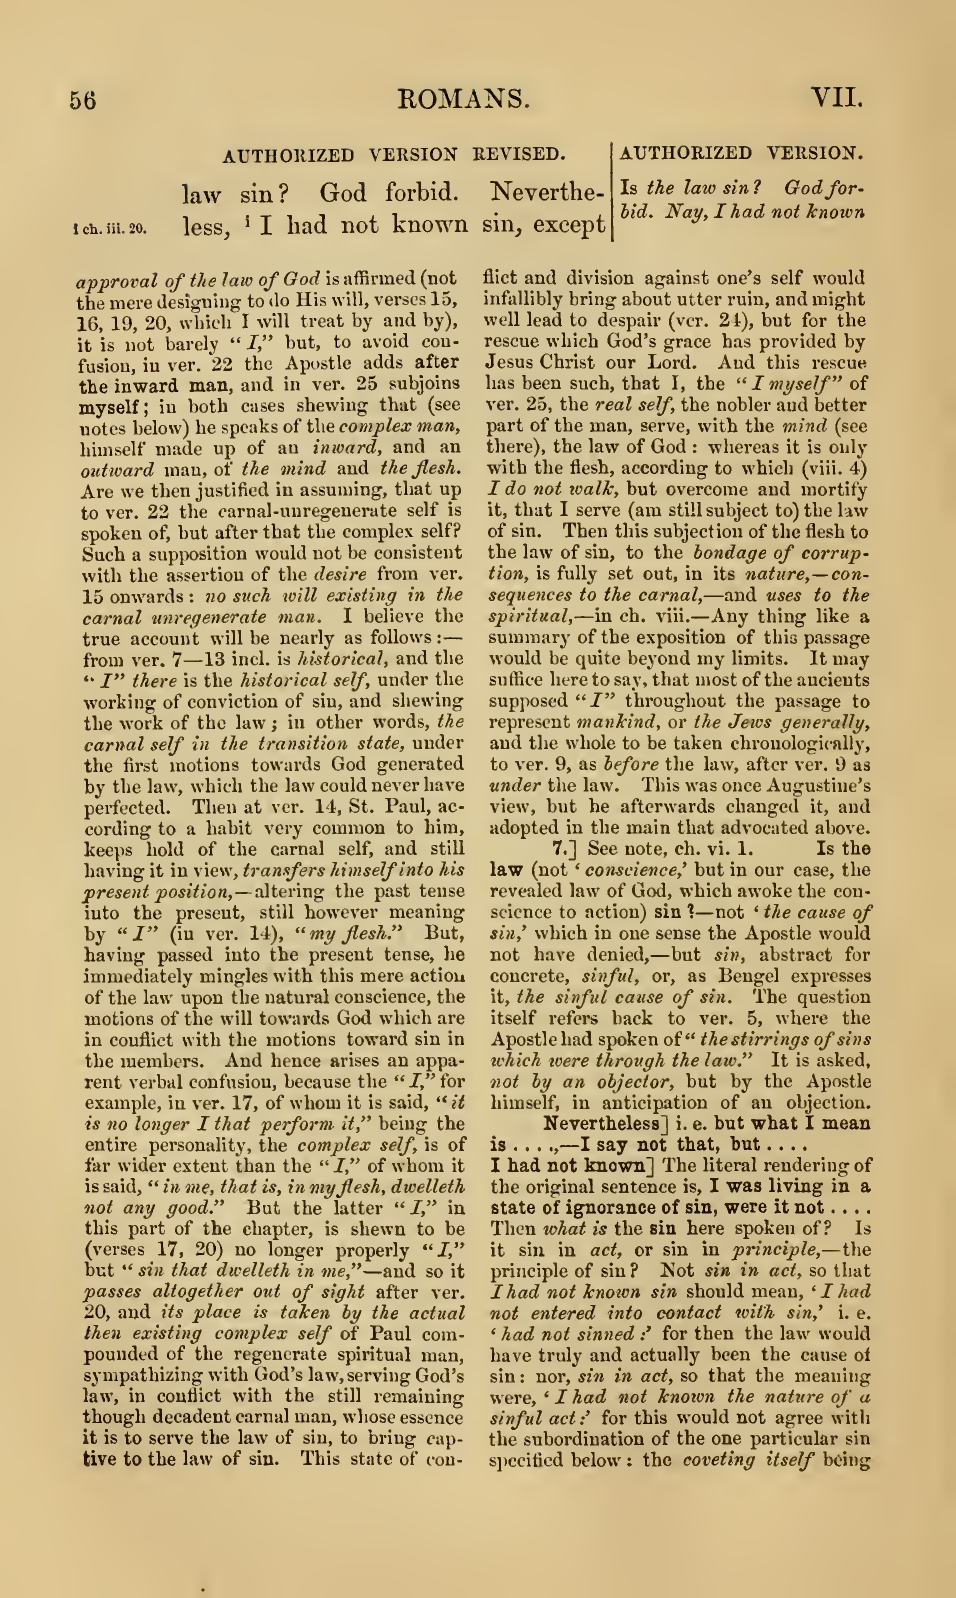 56 ROMANS. VII.
AUTHORIZED VERSION REVISED.
law sin? God forbid. Neverthe-
1 ch. iii. 20. less, 1 I had not known sin, except
AUTHORIZED VERSION.
Is the law sin? God for-
bid. Nay, I had not known
approval of the law of God is affirmed (not
the mere designing to do His will, verses 15,
16, 19, 20, which I will treat by and by),
it is not barely “ I,” but, to avoid con-
fusion, in ver. 22 the Apostle adds after
the inward man, and in ver. 25 subjoins
myself; in both cases shewing that (see
notes below) he speaks of the complex man,
himself made up of an inward, and an
outward man, of the mind and the flesh.
Are we then justified in assuming, that up
to ver. 22 the carnal-unregenerate self is
spoken of, but after that the complex self?
Such a supposition would not be consistent
with the assertion of the desire from ver.
15 onwards: no such will existing in the
carnal unregenerate man. I believe the
true account will be nearly as follows:—
from ver. 7—13 incl. is historical, and the
“ I” there is the historical self, under the
working of conviction of sin, and shewing
the work of the law; in other words, the
carnal self in the transition state, under
the first motions towards God generated
by the law, which the law could never have
perfected. Then at ver. 14, St. Paul, ac-
cording to a habit very common to him,
keeps hold of the carnal self, and still
having it in view, transfers himself into his
present position,—altering the past tense
into the present, still however meaning
by “I” (in ver. 14), “my flesh.” But,
having passed into the present tense, he
immediately mingles with this mere action
of the law upon the natural conscience, the
motions of the will towards God which are
in conflict with the motions toward sin in
the members. And hence arises an appa-
rent verbal confusion, because the “I,” for
example, in ver. 17, of whom it is said, “it
is no longer I that perform it,” being the
entire personality, the complex self, is of
far wider extent than the “I,” of whom it
is said, “in me, that is, in my flesh, dwelleth
not any good.” But the latter “I,” in
this part of the chapter, is shewn to be
(verses 17, 20) no longer properly “I,”
but “ sin that dwelleth in me,”—and so it
passes altogether out of sight after ver.
20, and its place is taken by the actual
then existing complex self of Paul com-
pounded of the regenerate spiritual man,
sympathizing with God's law, serving God's
law, in conflict with the still remaining
though decadent carnal man, whose essence
it is to serve the law of sin, to bring cap-
tive to the law of sin. This state of con-
flict and division against one's self would
infallibly bring about utter ruin, and might
well lead to despair (ver. 24), but for the
rescue which God's grace has provided by
Jesus Christ our Lord. And this rescue
has been such, that I, the “I myself” of
ver. 25, the real self, the nobler and better
part of the man, serve, with the mind (see
there), the law of God: whereas it is only
with the flesh, according to which (viii. 4)
I do not walk, but overcome and mortify
it, that I serve (am still subject to) the law
of sin. Then this subjection of the flesh to
the law of sin, to the bondage of corrup-
tion, is fully set out, in its nature,—con-
sequences to the carnal,—and uses to the
spiritual,—in ch. viii.—Any thing like a
summary of the exposition of this passage
would be quite beyond my limits. It may
suffice here to say, that most of the ancients
supposed “I” throughout the passage to
represent mankind, or the Jews generally,
and the whole to be taken chronologically,
to ver. 9, as before the law, after ver. 9 as
under the law. This was once Augustine's
view, but he afterwards changed it, and
adopted in the main that advocated above.
7.] See note, ch. vi. 1. Is the
law (not ‘ conscience,’ but in our case, the
revealed law of God, which awoke the con-
science to action) sin ?—not ‘ the cause of
sin,’ which in one sense the Apostle would
not have denied,—but sin, abstract for
concrete, sinful, or, as Bengel expresses
it, the sinful cause of sin. The question
itself refers back to ver. 5, where the
Apostle had spoken of “ the stirrings of sins
which were through the law.” It is asked,
not by an objector, but by the Apostle
himself, in anticipation of an objection.
Nevertheless] i. e. but what I mean
is . . . .,—I say not that, but . . . .
I had not known] The literal rendering of
the original sentence is, I was living in a
state of ignorance of sin, were it not . . . .
Then what is the sin here spoken of? Is
it sin in act, or sin in principle,—the
principle of sin? Not sin in act, so that
I had not known sin should mean, ‘I had
not entered into contact with sin,’ i. e.
‘ had not sinned :’ for then the law would
have truly and actually been the cause of
sin: nor, sin in act, so that the meaning
were, ‘ I had not known the nature of a
sinful act:’ for this would not agree with
the subordination of the one particular sin
specified below: the coveting itself being